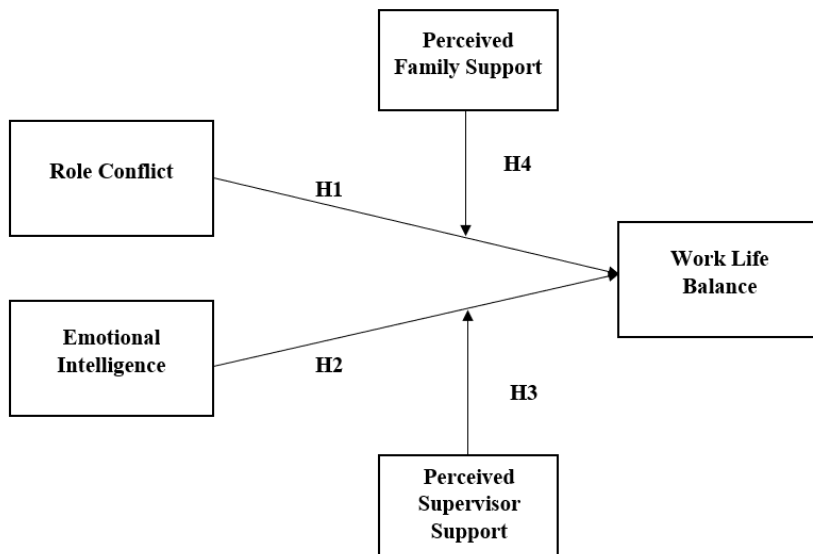 Perceived
Family Support
Role Conflict
H1
H4
Work Life
Balance
Emotional
Intelligence
H2
H3
Perceived
Supervisor
Support